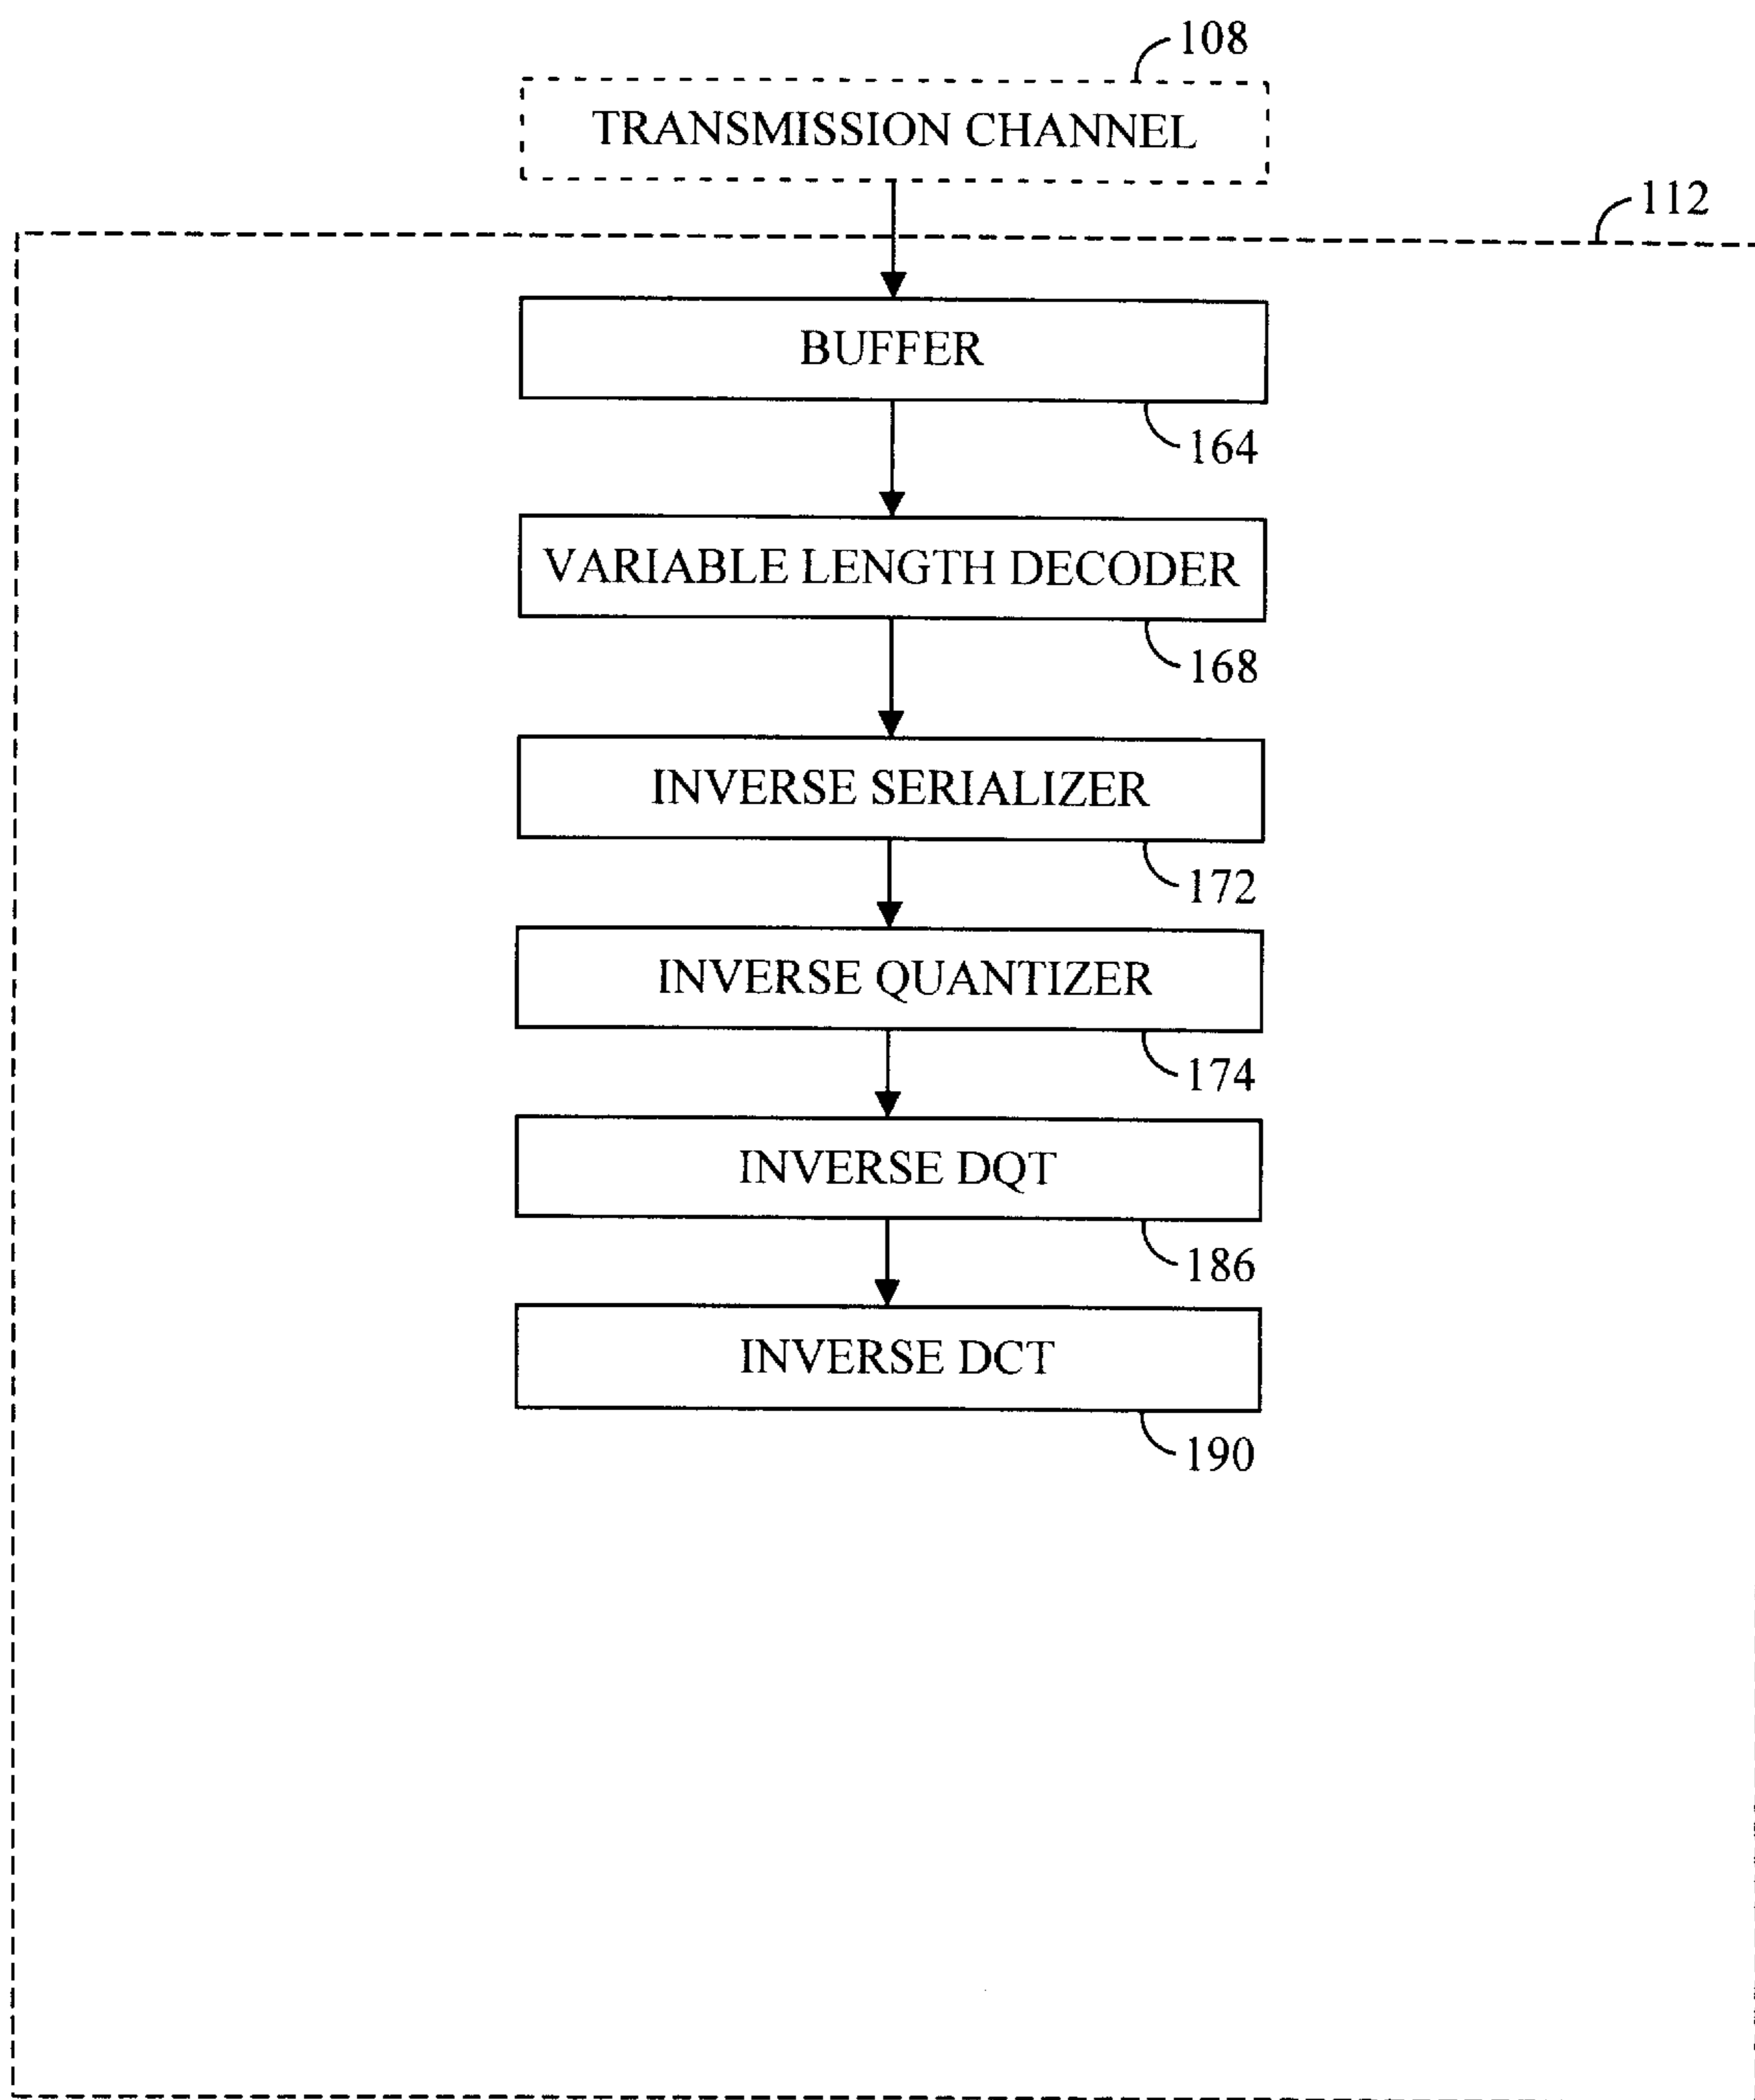 108
TRANSMISSION CHANNEL
112
BUFFER
164
VARIABLE LENGTH DECODER
168
INVERSE SERIALIZER
172
INVERSE QUANTIZER
174
INVERSE DQT
186
INVERSE DCT
190